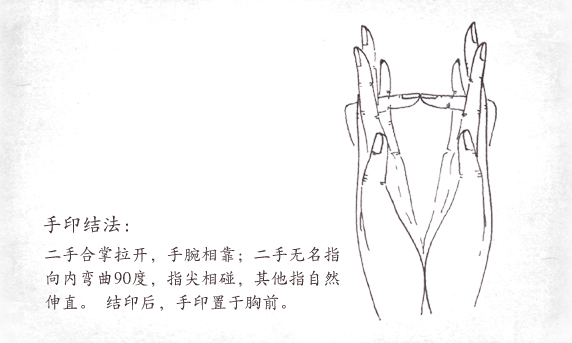 手印结法：
二手合掌拉开，手腕相靠；二手无名指
向内弯曲90度，指尖相碰，其他指自然
伸直。 结印后，手印置于胸前。